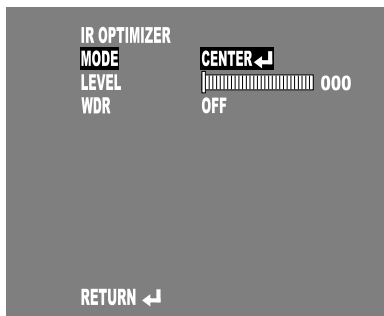 IR OPTIMIZER
MODE CENTER↵
LEVEL 000
WDR OFF
RETURN ↵